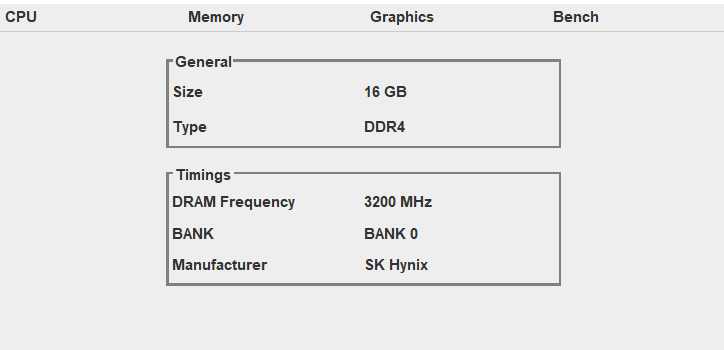 CPU Memory Graphics Bench
General
Size 16 GB
Type DDR4
Timings
DRAM Frequency 3200 MHz
BANK BANK 0
Manufacturer SK Hynix